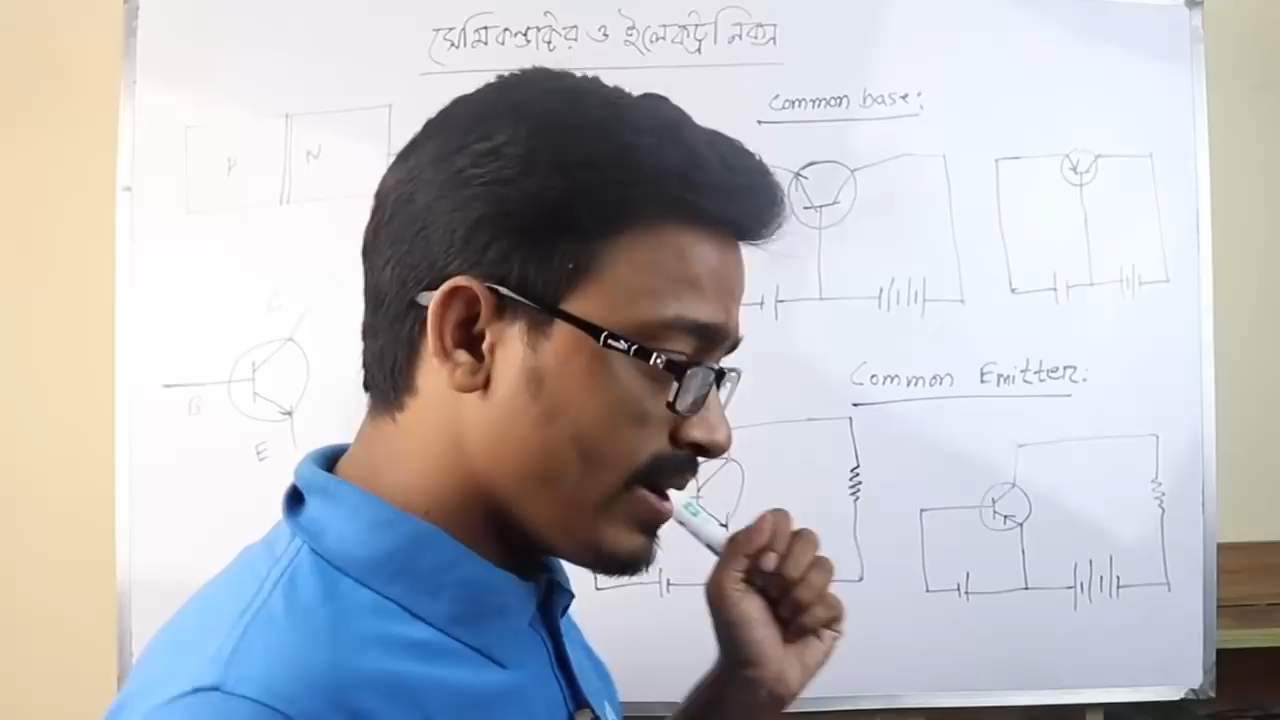 সেমিকন্ডাক্টর ও ইলেকট্রনিক্স
Common base:
P N
C
B
E
Common Emitter: